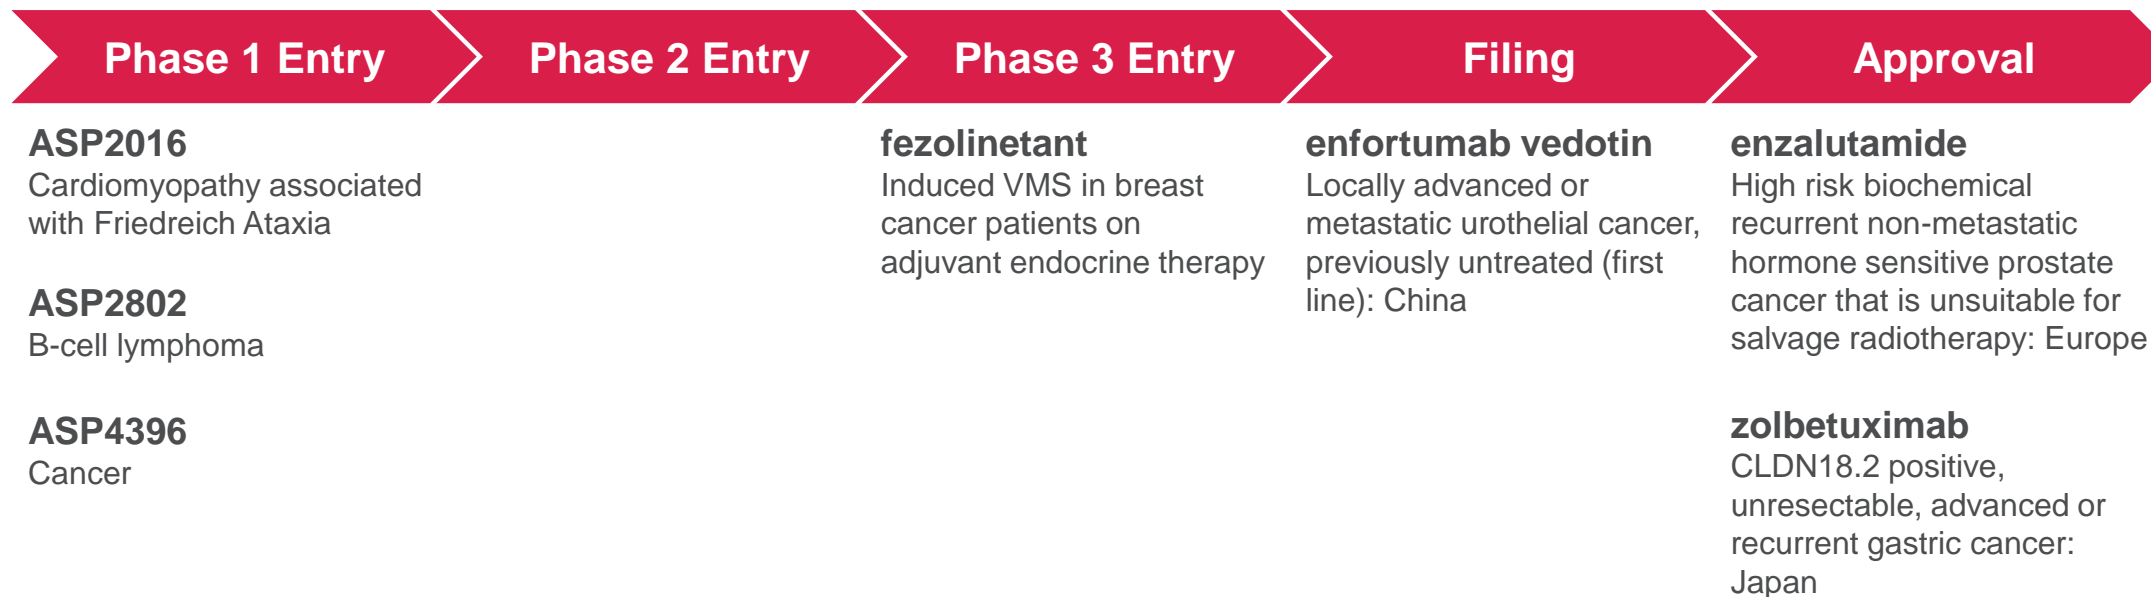 Phase 1 Entry
Phase 2 Entry
Phase 3 Entry
Filing
Approval
ASP2016
Cardiomyopathy associated
with Friedreich Ataxia
ASP2802
B-cell lymphoma
ASP4396
Cancer
fezolinetant
Induced VMS in breast
cancer patients on
adjuvant endocrine therapy
enfortumab vedotin
Locally advanced or
metastatic urothelial cancer,
previously untreated (first
line): China
enzalutamide
High risk biochemical
recurrent non-metastatic
hormone sensitive prostate
cancer that is unsuitable for
salvage radiotherapy: Europe
zolbetuximab
CLDN18.2 positive,
unresectable, advanced or
recurrent gastric cancer:
Japan